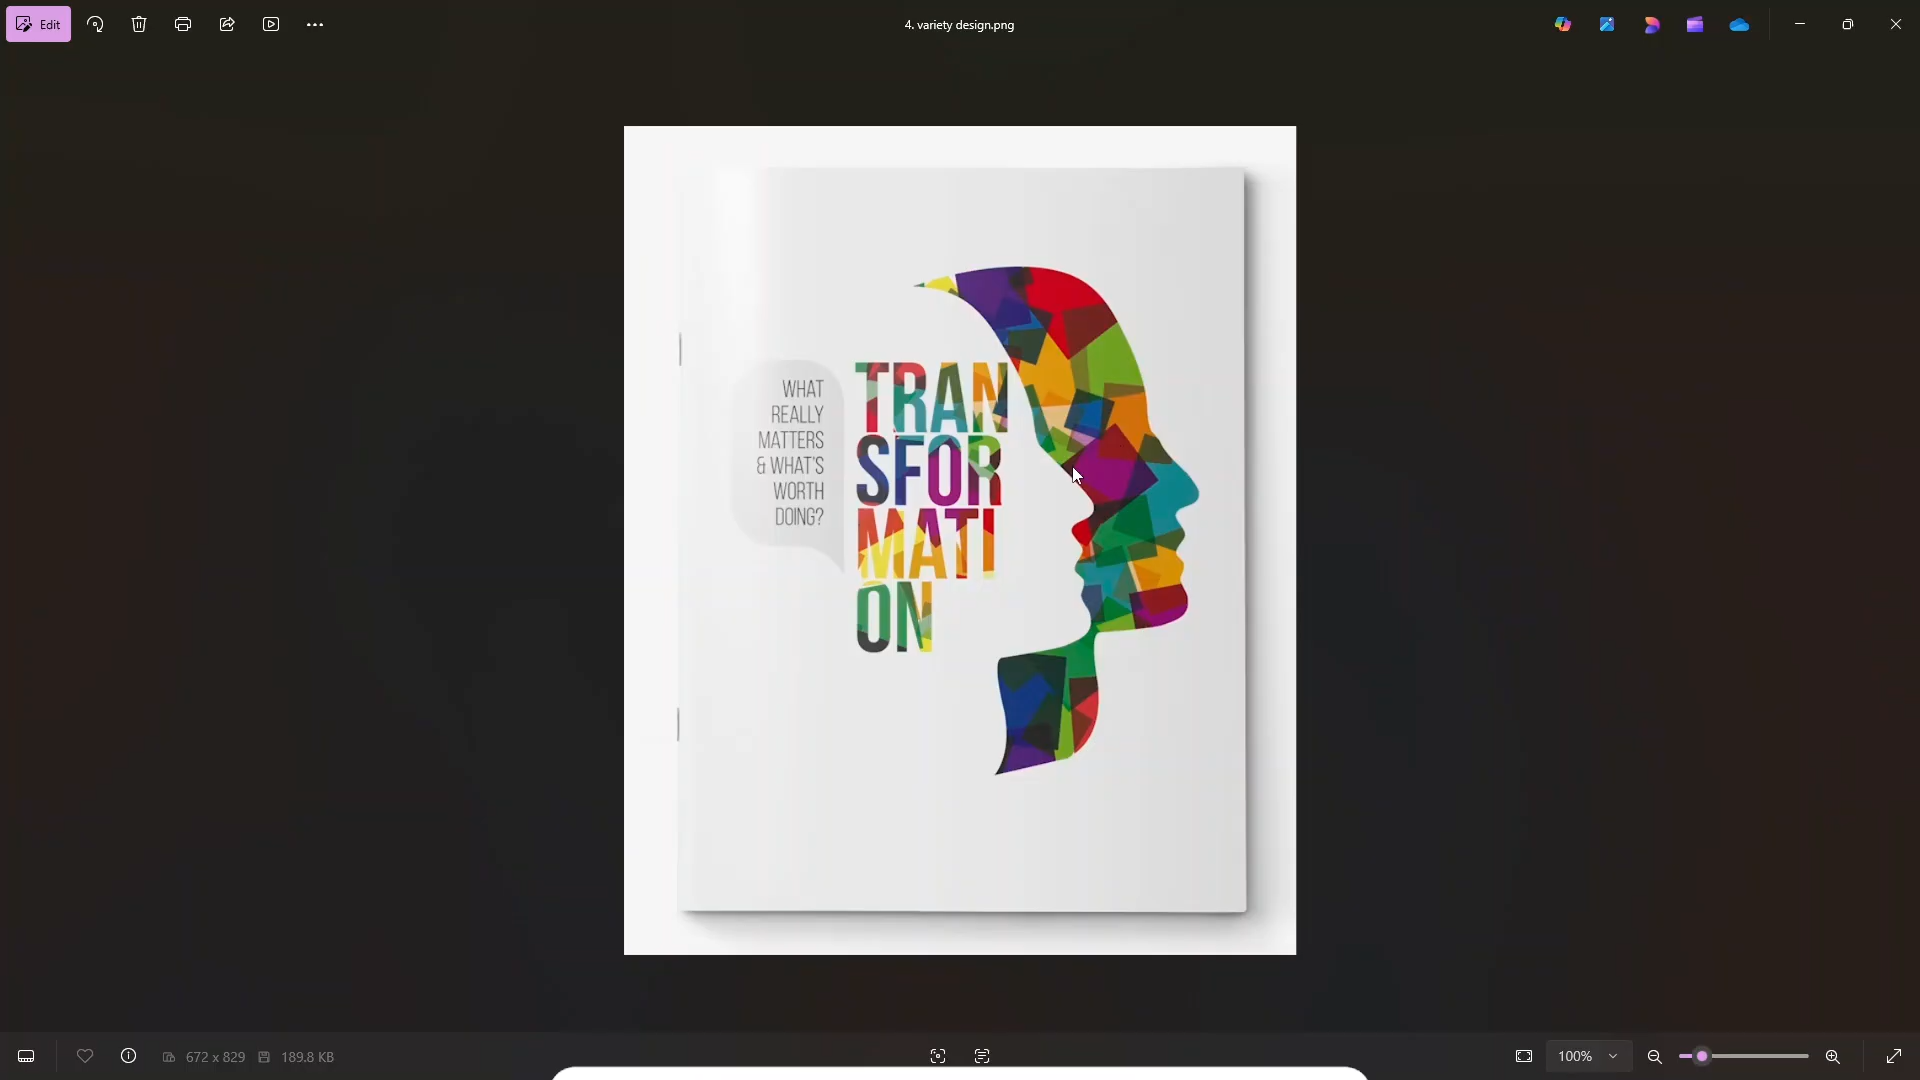 Edit
4. variety design.png
WHAT
REALLY
MATTERS
& WHAT'S
WORTH
DOING?
TRAN
SFOR
MATI
ON
672 x 829
189.8 KB
100%